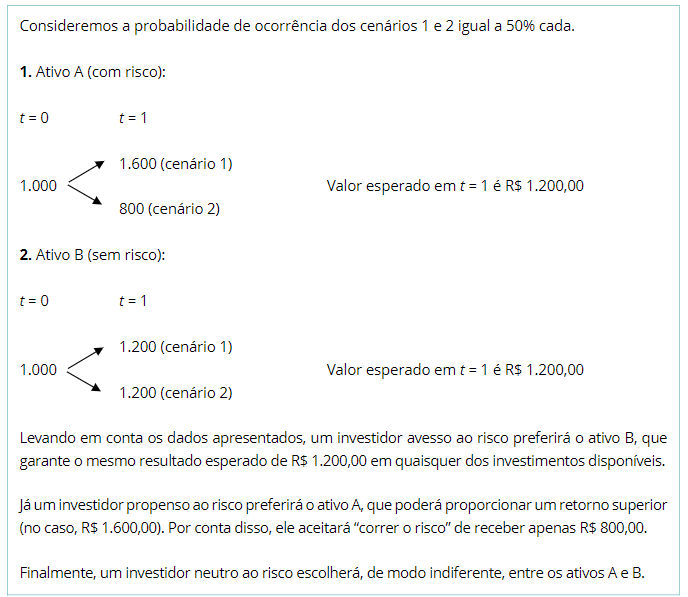 Consideremos a probabilidade de ocorrência dos cenários 1 e 2 igual a 50% cada.
1. Ativo A (com risco):
t = 0 t = 1
1.600 (cenário 1)
1.000 Valor esperado em t = 1 é R$ 1.200,00
800 (cenário 2)
2. Ativo B (sem risco):
t = 0 t = 1
1.200 (cenário 1)
1.000 Valor esperado em t = 1 é R$ 1.200,00
1.200 (cenário 2)
Levando em conta os dados apresentados, um investidor avesso ao risco preferirá o ativo B, que
garante o mesmo resultado esperado de R$ 1.200,00 em quaisquer dos investimentos disponíveis.
Já um investidor propenso ao risco preferirá o ativo A, que poderá proporcionar um retorno superior
(no caso, R$ 1.600,00). Por conta disso, ele aceitará “correr o risco” de receber apenas R$ 800,00.
Finalmente, um investidor neutro ao risco escolherá, de modo indiferente, entre os ativos A e B.